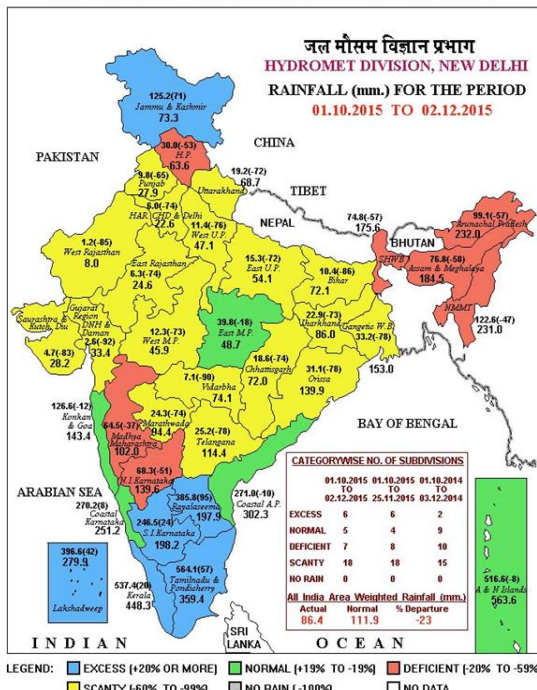 जल मौसम विज्ञान प्रभाग
HYDROMET DIVISION, NEW DELHI
RAINFALL (mm.) FOR THE PERIOD
01.10.2015 TO 02.12.2015
125.2(71)
Jammu & Kashmir
73.3
30.0(-53)
H.P.
63.6
CHINA
PAKISTAN
9.8(-65)
Punjab
27.9
19.2(-72)
Uttarakhand
68.7
TIBET
6.0(-74)
HAR. CHD & Delhi
22.6
11.4(-76)
West U.P.
47.1
NEPAL
74.8(-57)
175.6
BHUTAN
SHWB
99.1(-57)
Arunachal Pradesh
232.0
1.2(-85)
West Rajasthan
8.0
East Rajasthan
6.3(-74)
24.6
15.3(-72)
East U.P.
54.1
10.4(-86)
Bihar
72.1
76.8(-58)
Assam & Meghalaya
184.5
NMMT
122.6(-47)
231.0
Gujarat
Region
DNH &
Daman
2.6(-92)
33.4
Saurashtra
Kutch, Diu
4.7(-83)
28.2
12.3(-73)
West M.P.
45.9
39.8(-18)
East M.P.
48.7
22.9(-73)
Jharkhand
86.0
Gangetic W.B.
33.2(-78)
153.0
18.6(-74)
Chhattisgarh
72.0
31.1(-78)
Orissa
139.9
7.1(-90)
Vidarbha
74.1
126.6(-12)
Konkan
& Goa
143.4
64.5(-37)
Madhya
Maharashtra
102.0
24.3(-74)
Marathwada
94.4
25.2(-78)
Telangana
114.4
BAY OF BENGAL
68.3(-51)
N.I.Karnataka
139.6
ARABIAN SEA
270.2(8)
Coastal
Karnataka
251.2
385.8(95)
Rayalaseema
197.9
271.0(-10)
Coastal A.P.
302.3
246.5(24)
S.I.Karnataka
198.2
396.6(42)
279.9
Lakshadweep
537.4(20)
Kerala
448.3
564.1(57)
Tamilnadu &
Pondicherry
359.4
516.6(-8)
A & N Islands
563.6
CATEGORYWISE NO. OF SUBDIVISIONS
01.10.2015 01.10.2015 01.10.2014
TO TO TO
02.12.2015 25.11.2015 03.12.2014
EXCESS 6 6 2
NORMAL 5 4 9
DEFICIENT 7 8 10
SCANTY 18 18 15
NO RAIN 0 0 0
All India Area Weighted Rainfall (mm.)
Actual Normal % Departure
86.4 111.9 -23
SRI
LANKA
INDIAN OCEAN
LEGEND: EXCESS (+20% OR MORE) NORMAL (+19% TO -19%) DEFICIENT (-20% TO -59%)
SCANTY (-60% TO -99%) NO RAIN (-100%) NO DATA